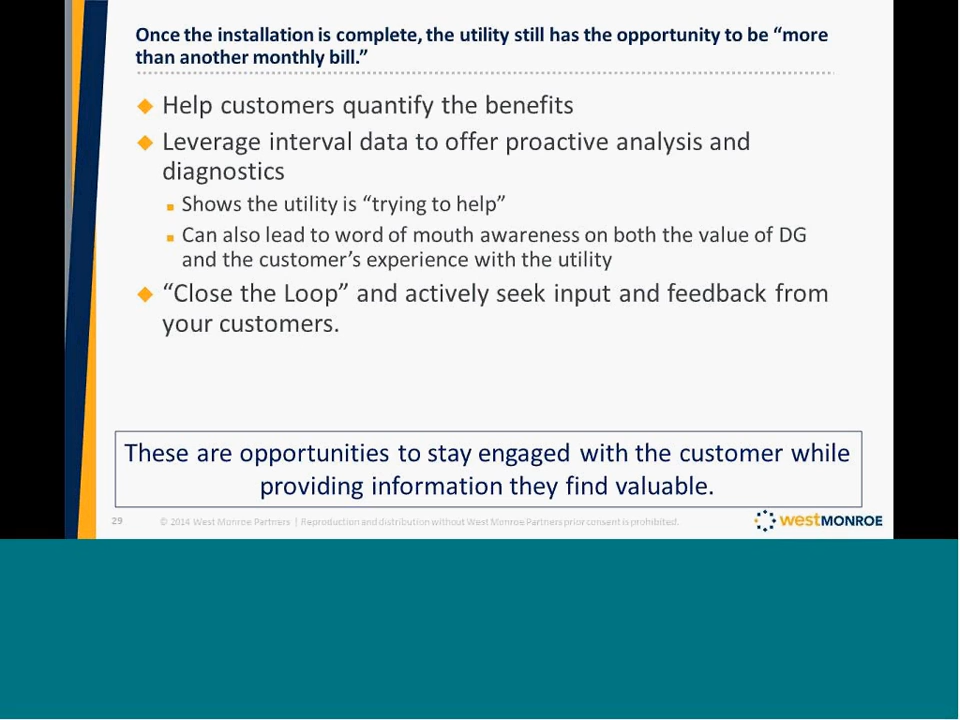 Once the installation is complete, the utility still has the opportunity to be “more
than another monthly bill.”
Help customers quantify the benefits
Leverage interval data to offer proactive analysis and
diagnostics
Shows the utility is “trying to help”
Can also lead to word of mouth awareness on both the value of DG
and the customer’s experience with the utility
“Close the Loop” and actively seek input and feedback from
your customers.
These are opportunities to stay engaged with the customer while
providing information they find valuable.
29 © 2014 West Monroe Partners | Reproduction and distribution without West Monroe Partners prior consent is prohibited. westMONROE